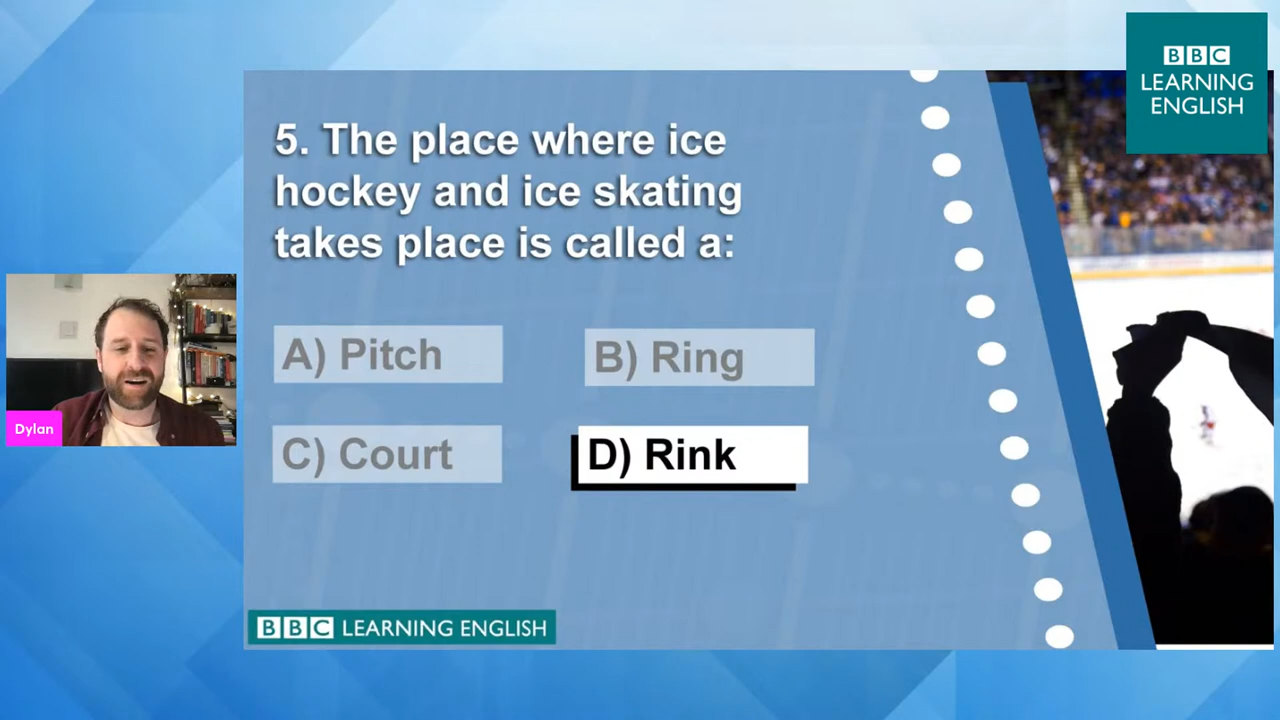 BBC
LEARNING
ENGLISH
5. The place where ice
hockey and ice skating
takes place is called a:
A) Pitch
B) Ring
C) Court
D) Rink
Dylan
BBC LEARNING ENGLISH